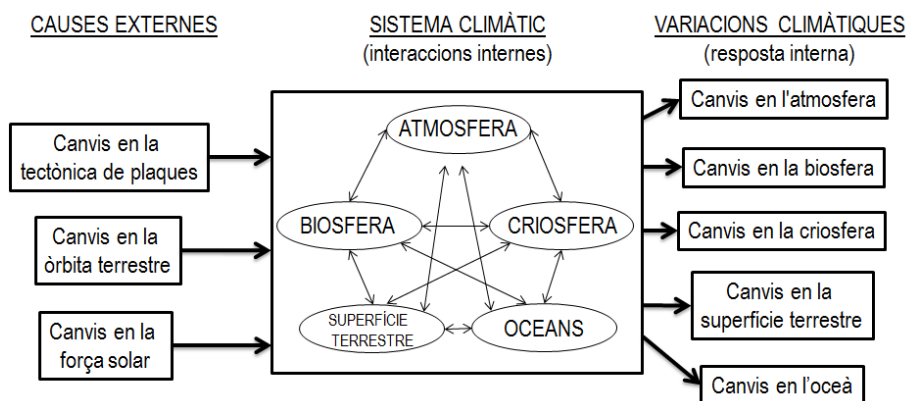 CAUSES EXTERNES
SISTEMA CLIMÀTIC
(interaccions internes)
VARIACIONS CLIMÀTIQUES
(resposta interna)
Canvis en la
tectònica de plaques
Canvis en la
òrbita terrestre
Canvis en la
força solar
ATMOSFERA
BIOSFERA
CRIOSFERA
SUPERFÍCIE
TERRESTRE
OCEANS
Canvis en l'atmosfera
Canvis en la biosfera
Canvis en la criosfera
Canvis en la
superfície terrestre
Canvis en l’oceà